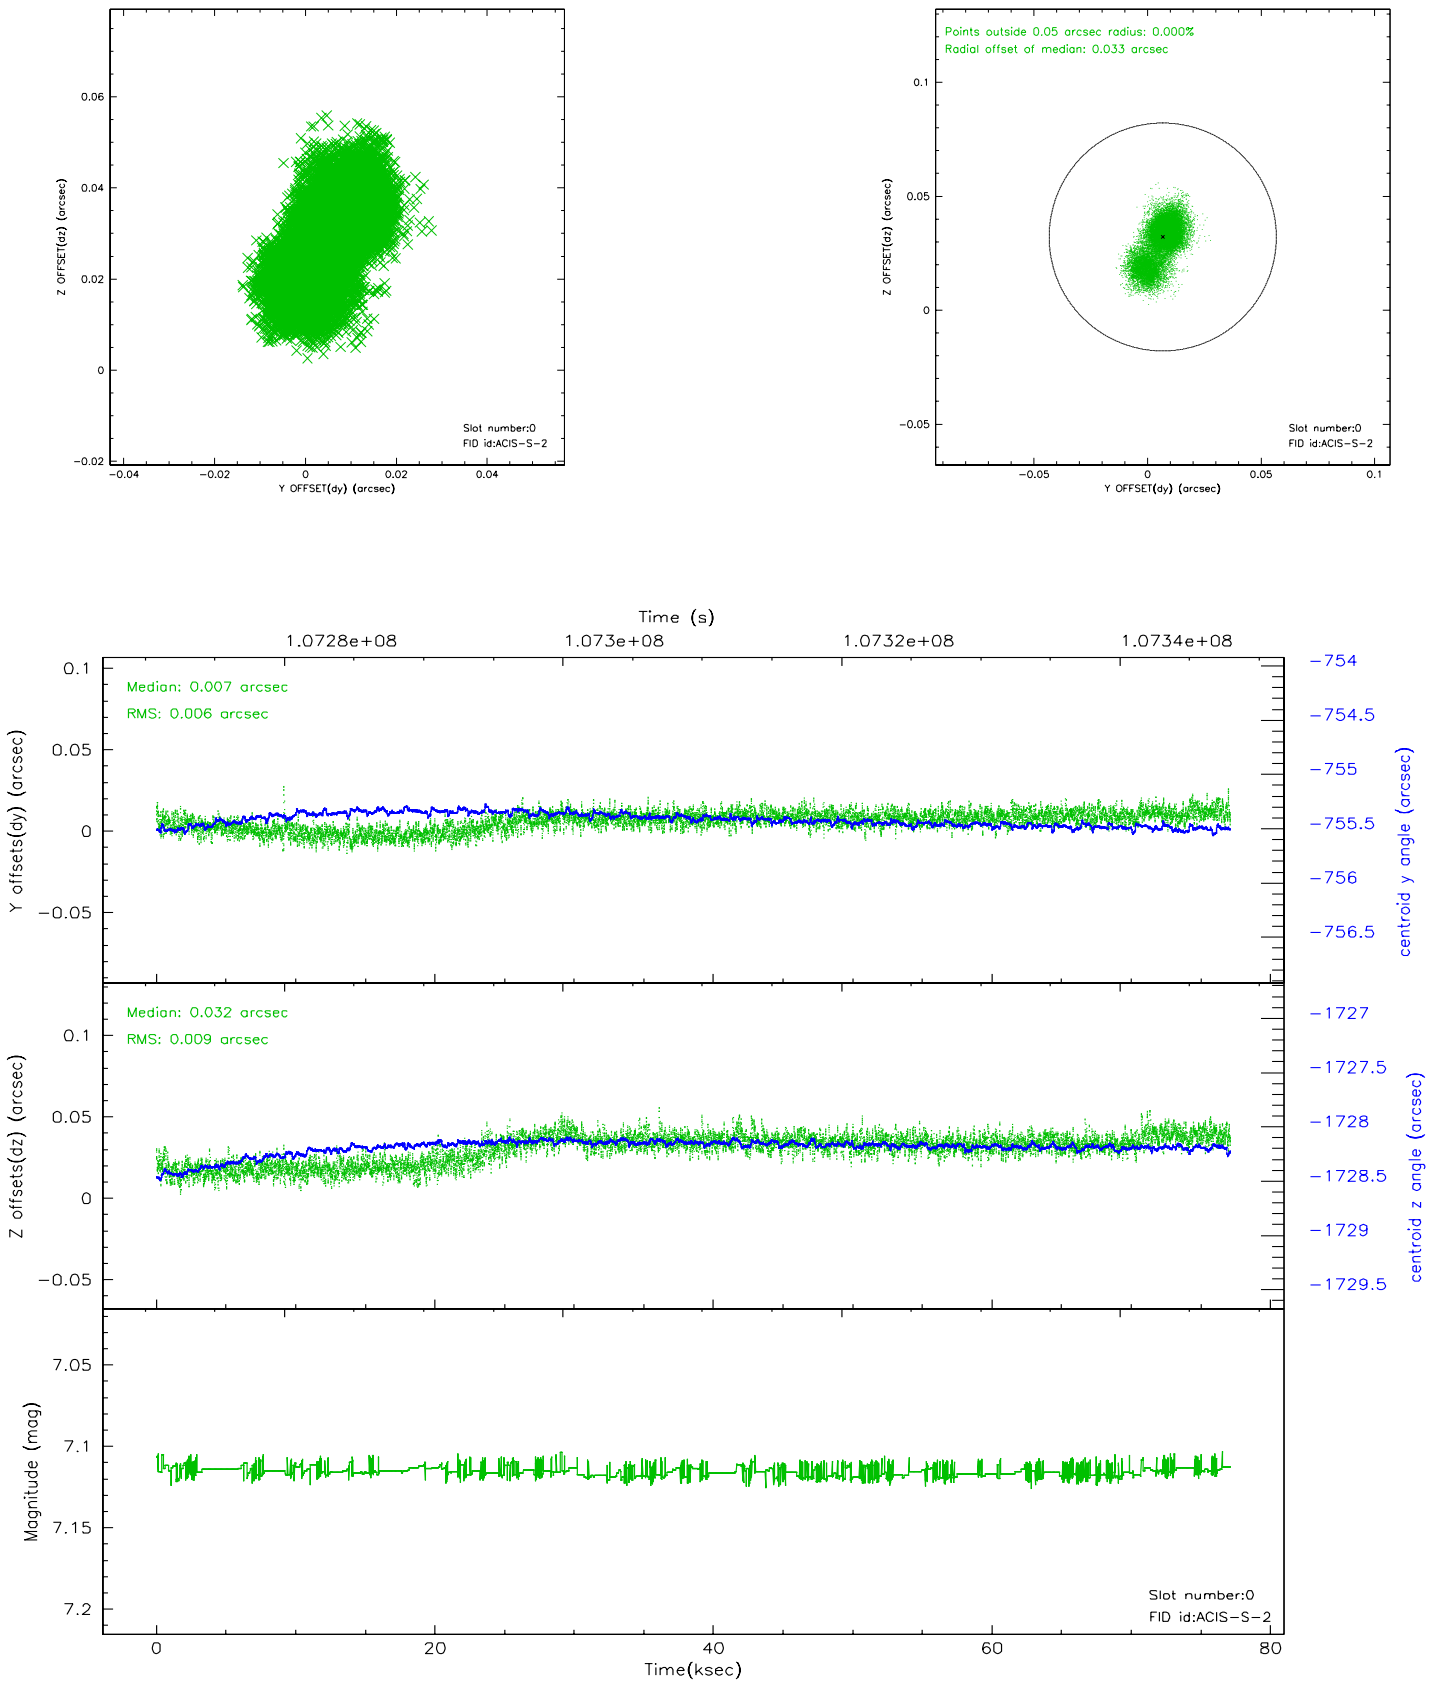 0.06
0.04
0.02
0
-0.02
-0.04
-0.02
0
0.02
0.04
Z OFFSET(dz) (arcsec)
Y OFFSET(dy) (arcsec)
Slot number:0
FID id:ACIS-S-2
Points outside 0.05 arcsec radius: 0.000%
Radial offset of median: 0.033 arcsec
0.1
0.05
0
-0.05
-0.05
0
0.05
0.1
Z OFFSET(dz) (arcsec)
Y OFFSET(dy) (arcsec)
Slot number:0
FID id:ACIS-S-2
Time (s)
1.0728e+08
1.073e+08
1.0732e+08
1.0734e+08
Median: 0.007 arcsec
RMS: 0.006 arcsec
0.1
0.05
0
-0.05
Y offsets(dy) (arcsec)
-754
-754.5
-755
-755.5
-756
-756.5
centroid y angle (arcsec)
Median: 0.032 arcsec
RMS: 0.009 arcsec
0.1
0.05
0
-0.05
Z offsets(dz) (arcsec)
-1727
-1727.5
-1728
-1728.5
-1729
-1729.5
centroid z angle (arcsec)
7.05
7.1
7.15
7.2
Magnitude (mag)
Slot number:0
FID id:ACIS-S-2
0
20
40
60
80
Time(ksec)